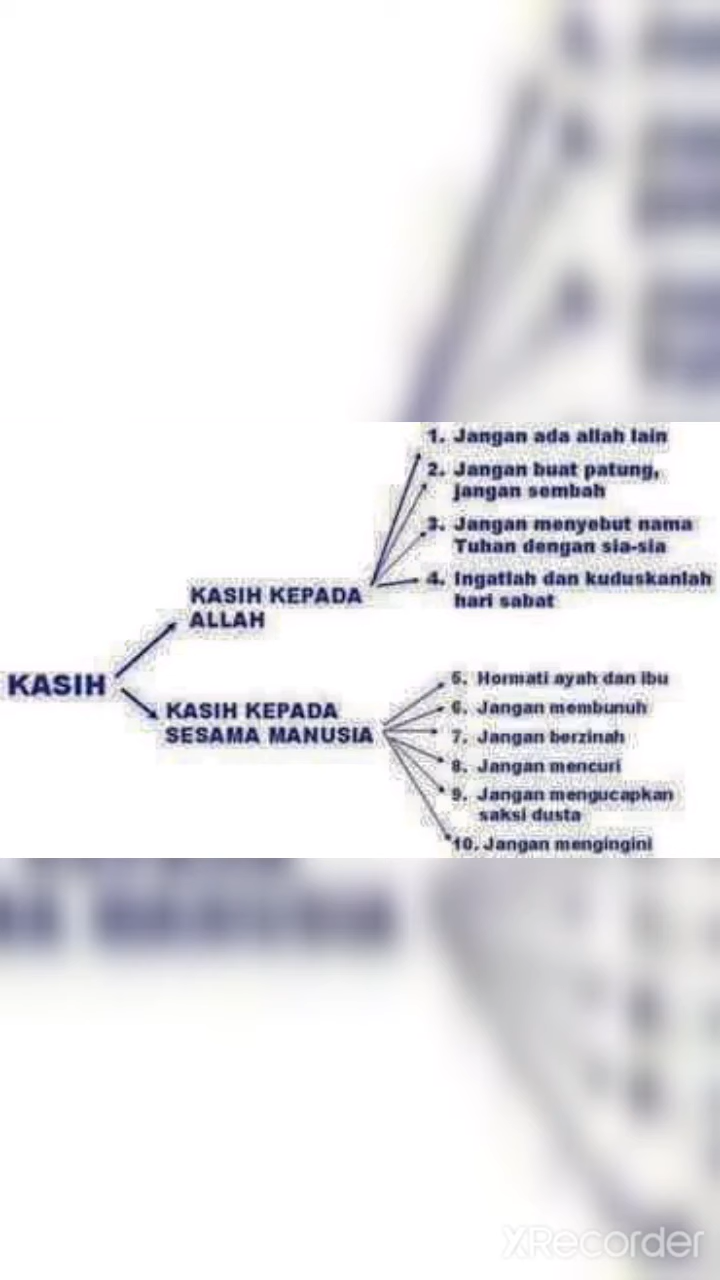 1. Jangan ada allah lain
2. Jangan buat patung,
jangan sembah
3. Jangan menyebut nama
Tuhan dengan sia-sia
4. Ingatlah dan kuduskanlah
hari sabat
KASIH KEPADA
ALLAH
KASIH
KASIH KEPADA
SESAMA MANUSIA
5. Hormati ayah dan ibu
6. Jangan membunuh
7. Jangan berzinah
8. Jangan mencuri
9. Jangan mengucapkan
saksi dusta
10. Jangan mengingini
XRecorder